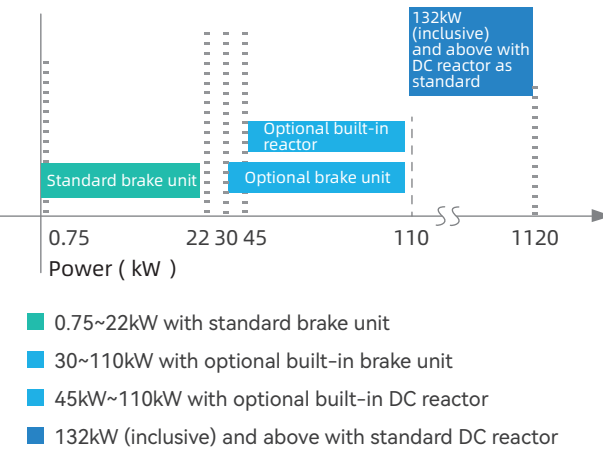 132kW
(inclusive)
and above with
DC reactor as
standard
Optional built-in
reactor
Standard brake unit
Optional brake unit
0.75
22
30
45
110
1120
Power ( kW )
0.75~22kW with standard brake unit
30~110kW with optional built-in brake unit
45kW~110kW with optional built-in DC reactor
132kW (inclusive) and above with standard DC reactor